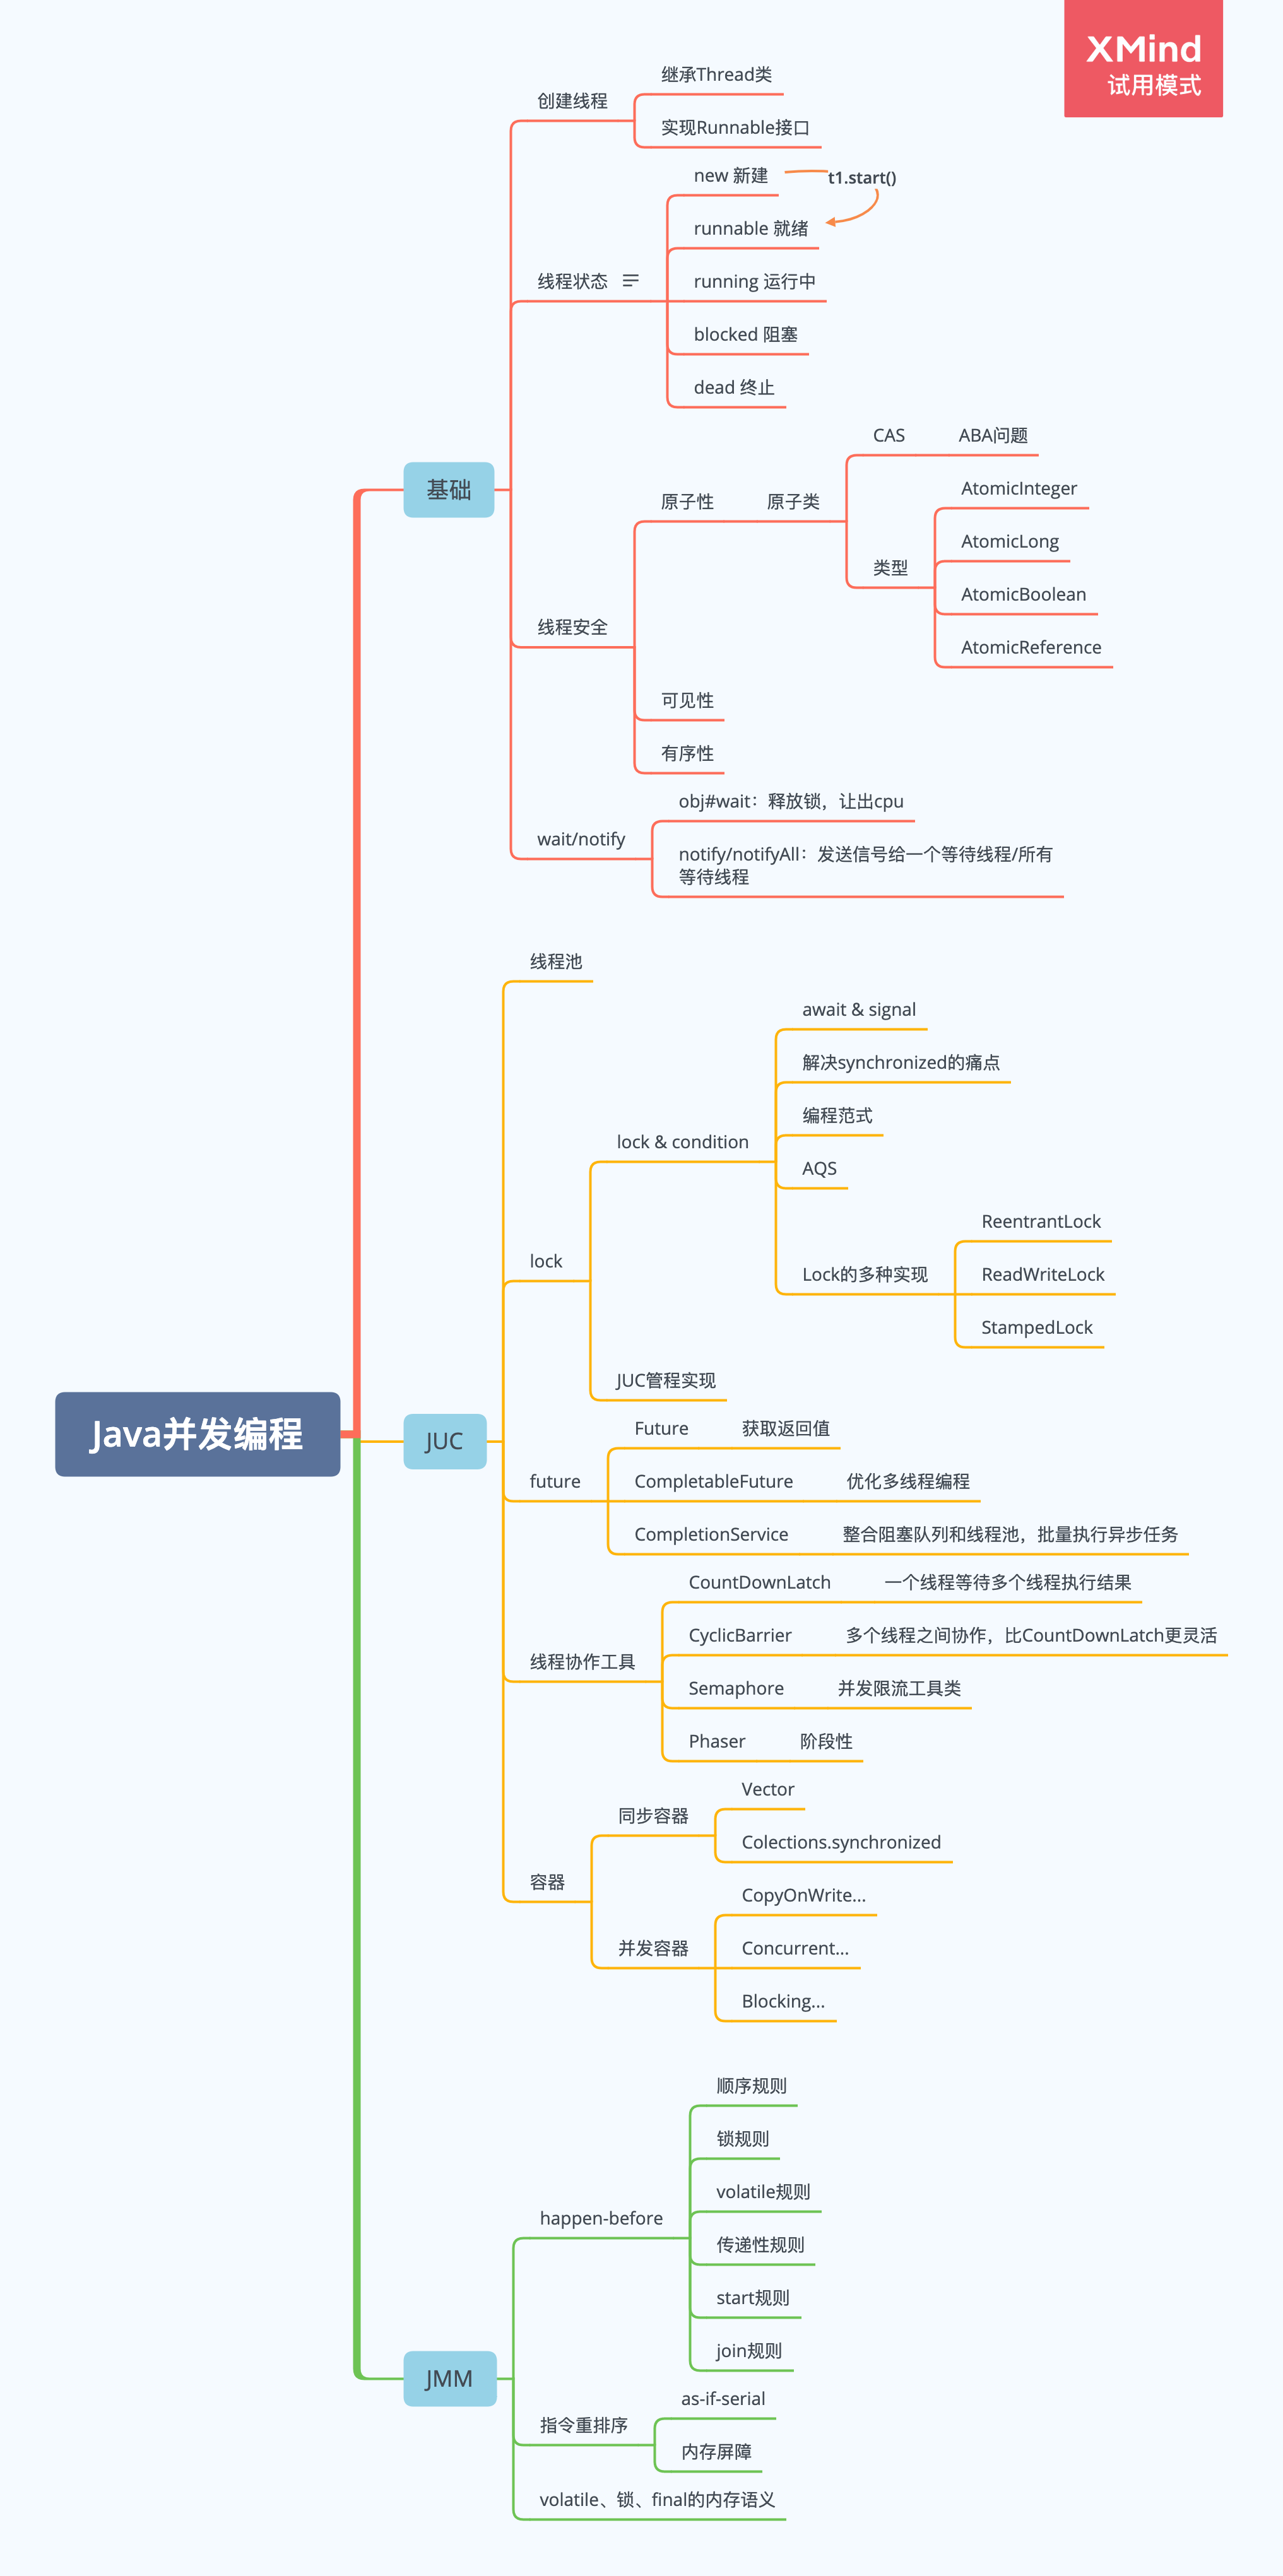 XMind
试用模式
Java并发编程
基础
创建线程
继承Thread类
实现Runnable接口
线程状态
new 新建
t1.start()
runnable 就绪
running 运行中
blocked 阻塞
dead 终止
线程安全
原子性
原子类
CAS
ABA问题
类型
AtomicInteger
AtomicLong
AtomicBoolean
AtomicReference
可见性
有序性
wait/notify
obj#wait：释放锁，让出cpu
notify/notifyAll：发送信号给一个等待线程/所有
等待线程
JUC
线程池
lock
lock & condition
await & signal
解决synchronized的痛点
编程范式
AQS
Lock的多种实现
ReentrantLock
ReadWriteLock
StampedLock
JUC管程实现
future
Future
获取返回值
CompletableFuture
优化多线程编程
CompletionService
整合阻塞队列和线程池，批量执行异步任务
线程协作工具
CountDownLatch
一个线程等待多个线程执行结果
CyclicBarrier
多个线程之间协作，比CountDownLatch更灵活
Semaphore
并发限流工具类
Phaser
阶段性
容器
同步容器
Vector
Colections.synchronized
并发容器
CopyOnWrite...
Concurrent...
Blocking...
JMM
happen-before
顺序规则
锁规则
volatile规则
传递性规则
start规则
join规则
指令重排序
as-if-serial
内存屏障
volatile、锁、final的内存语义